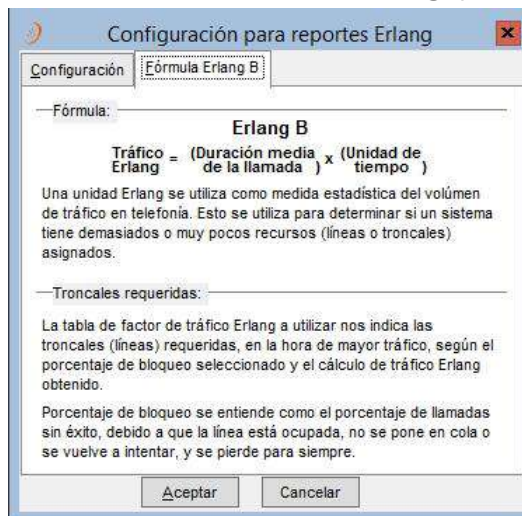 Configuración para reportes Erlang
Configuración Fórmula Erlang B
Fórmula:
Erlang B
Tráfico Erlang = (Duración media de la llamada) x (Unidad de tiempo)
Una unidad Erlang se utiliza como medida estadística del volúmen
de tráfico en telefonía. Esto se utiliza para determinar si un sistema
tiene demasiados o muy pocos recursos (líneas o troncales)
asignados.
Troncales requeridas:
La tabla de factor de tráfico Erlang a utilizar nos indica las
troncales (líneas) requeridas, en la hora de mayor tráfico, según el
porcentaje de bloqueo seleccionado y el cálculo de tráfico Erlang
obtenido.
Porcentaje de bloqueo se entiende como el porcentaje de llamadas
sin éxito, debido a que la línea está ocupada, no se pone en cola o
se vuelve a intentar, y se pierde para siempre.
Aceptar Cancelar